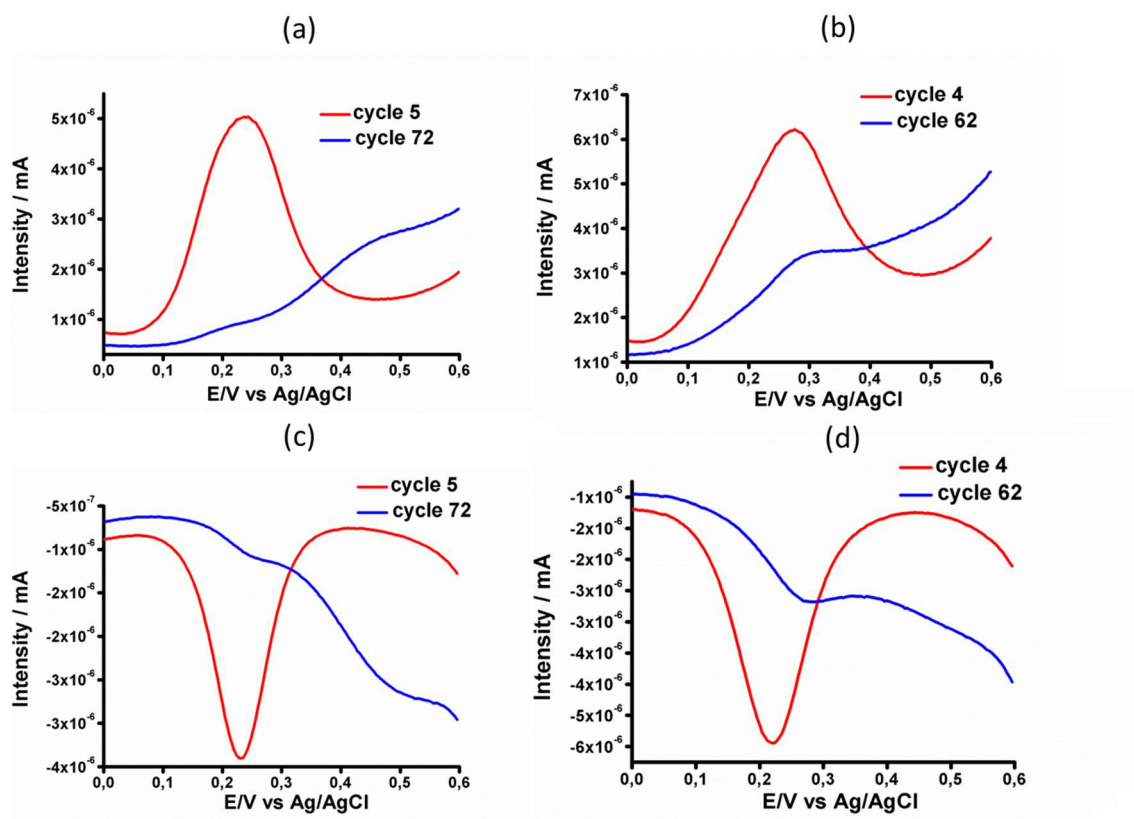 (a)
cycle 5
cycle 72
5x10⁻⁶
4x10⁻⁶
3x10⁻⁶
2x10⁻⁶
1x10⁻⁶
Intensity / mA
0,0 0,1 0,2 0,3 0,4 0,5 0,6
E/V vs Ag/AgCl
(b)
cycle 4
cycle 62
7x10⁻⁶
6x10⁻⁶
5x10⁻⁶
4x10⁻⁶
3x10⁻⁶
2x10⁻⁶
1x10⁻⁶
Intensity / mA
0,0 0,1 0,2 0,3 0,4 0,5 0,6
E/V vs Ag/AgCl
(c)
cycle 5
cycle 72
-5x10⁻⁷
-1x10⁻⁶
-2x10⁻⁶
-2x10⁻⁶
-3x10⁻⁶
-3x10⁻⁶
-4x10⁻⁶
Intensity / mA
0,0 0,1 0,2 0,3 0,4 0,5 0,6
E/V vs Ag/AgCl
(d)
cycle 4
cycle 62
-1x10⁻⁶
-2x10⁻⁶
-2x10⁻⁶
-3x10⁻⁶
-3x10⁻⁶
-4x10⁻⁶
-4x10⁻⁶
-5x10⁻⁶
-6x10⁻⁶
Intensity / mA
0,0 0,1 0,2 0,3 0,4 0,5 0,6
E/V vs Ag/AgCl